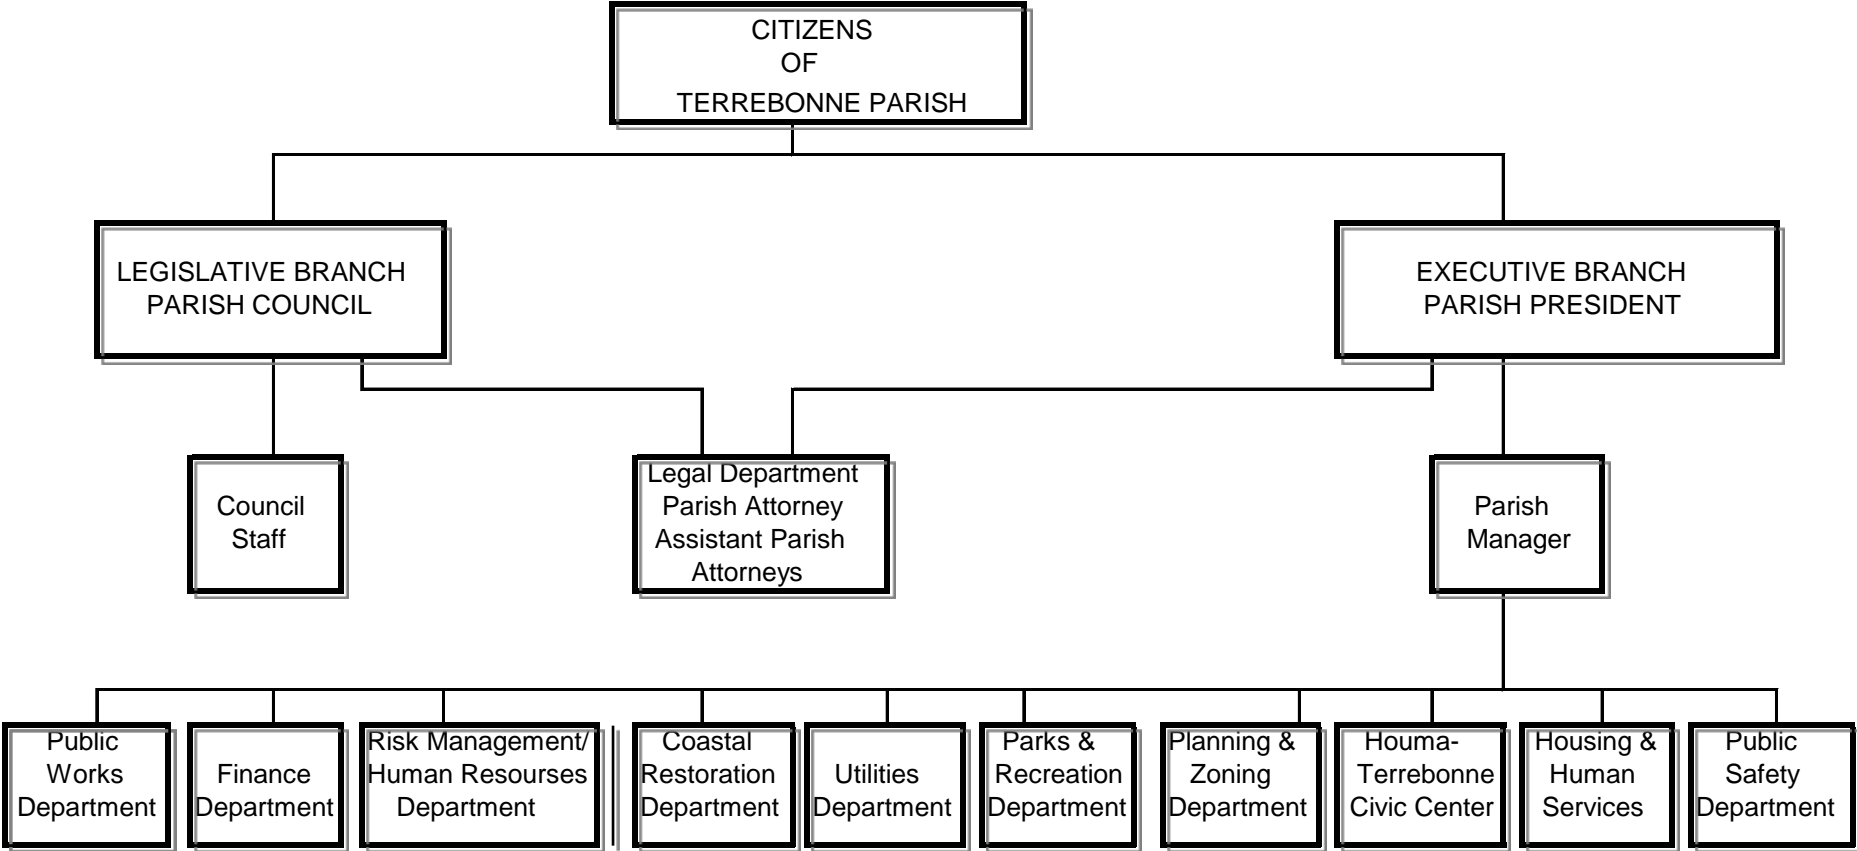 CITIZENS
OF
TERREBONNE PARISH
LEGISLATIVE BRANCH
PARISH COUNCIL
EXECUTIVE BRANCH
PARISH PRESIDENT
Council
Staff
Legal Department
Parish Attorney
Assistant Parish
Attorneys
Parish
Manager
Public
Works
Department
Finance
Department
Risk Management/
Human Resourses
Department
Coastal
Restoration
Department
Utilities
Department
Parks &
Recreation
Department
Planning &
Zoning
Department
Houma-
Terrebonne
Civic Center
Housing &
Human
Services
Public
Safety
Department